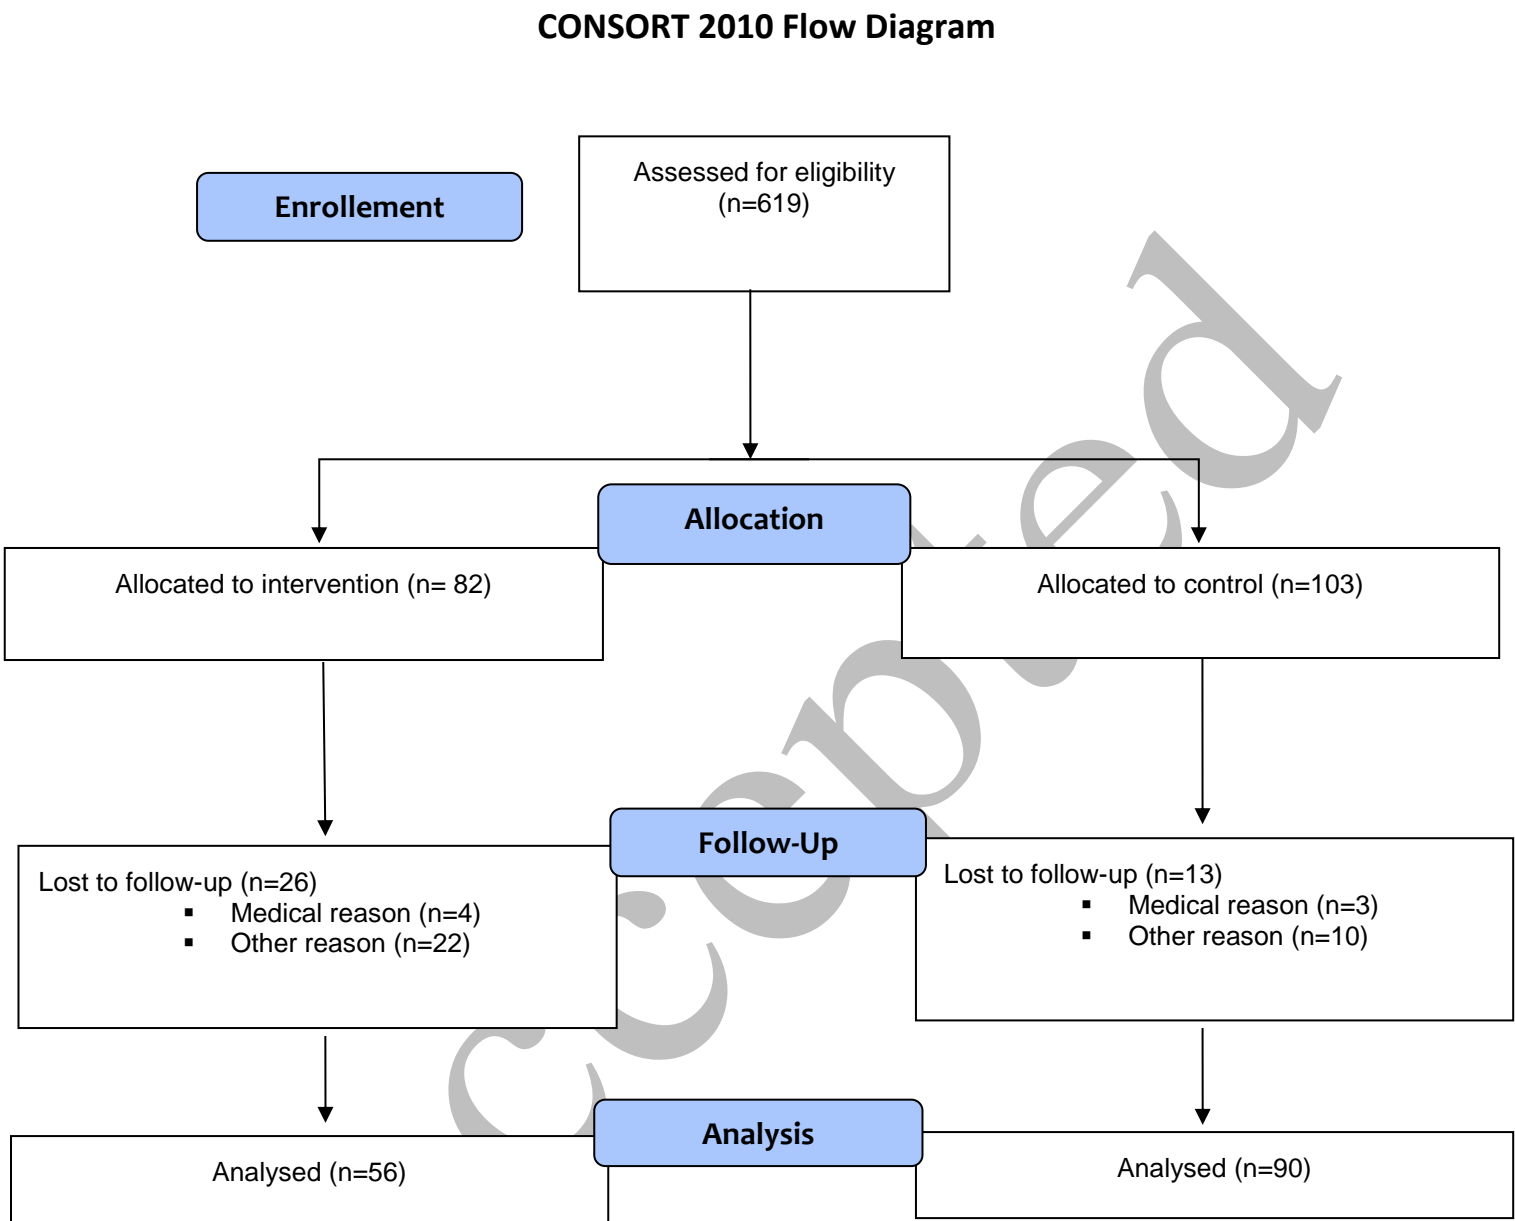 CONSORT 2010 Flow Diagram
Enrollement
Assessed for eligibility
(n=619)
Allocation
Allocated to intervention (n= 82)
Allocated to control (n=103)
Follow-Up
Lost to follow-up (n=26)
▪ Medical reason (n=4)
▪ Other reason (n=22)
Lost to follow-up (n=13)
▪ Medical reason (n=3)
▪ Other reason (n=10)
Analysis
Analysed (n=56)
Analysed (n=90)
ccepted